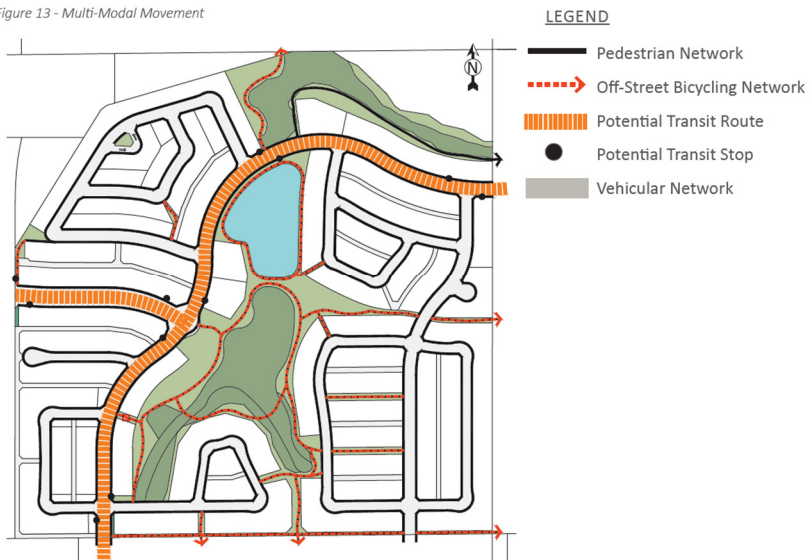 Figure 13 - Multi-Modal Movement
LEGEND
N
Pedestrian Network
Off-Street Bicycling Network
Potential Transit Route
Potential Transit Stop
Vehicular Network